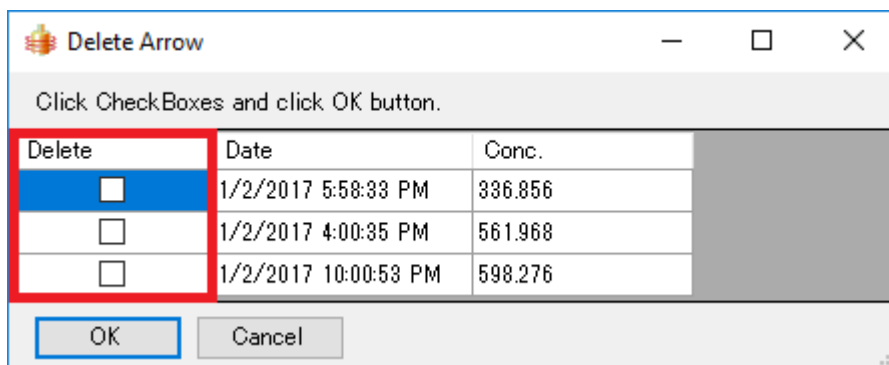 Delete Arrow
Click CheckBoxes and click OK button.
Delete Date Conc.
1/2/2017 5:58:33 PM 336.856
1/2/2017 4:00:35 PM 561.968
1/2/2017 10:00:53 PM 598.276
OK Cancel